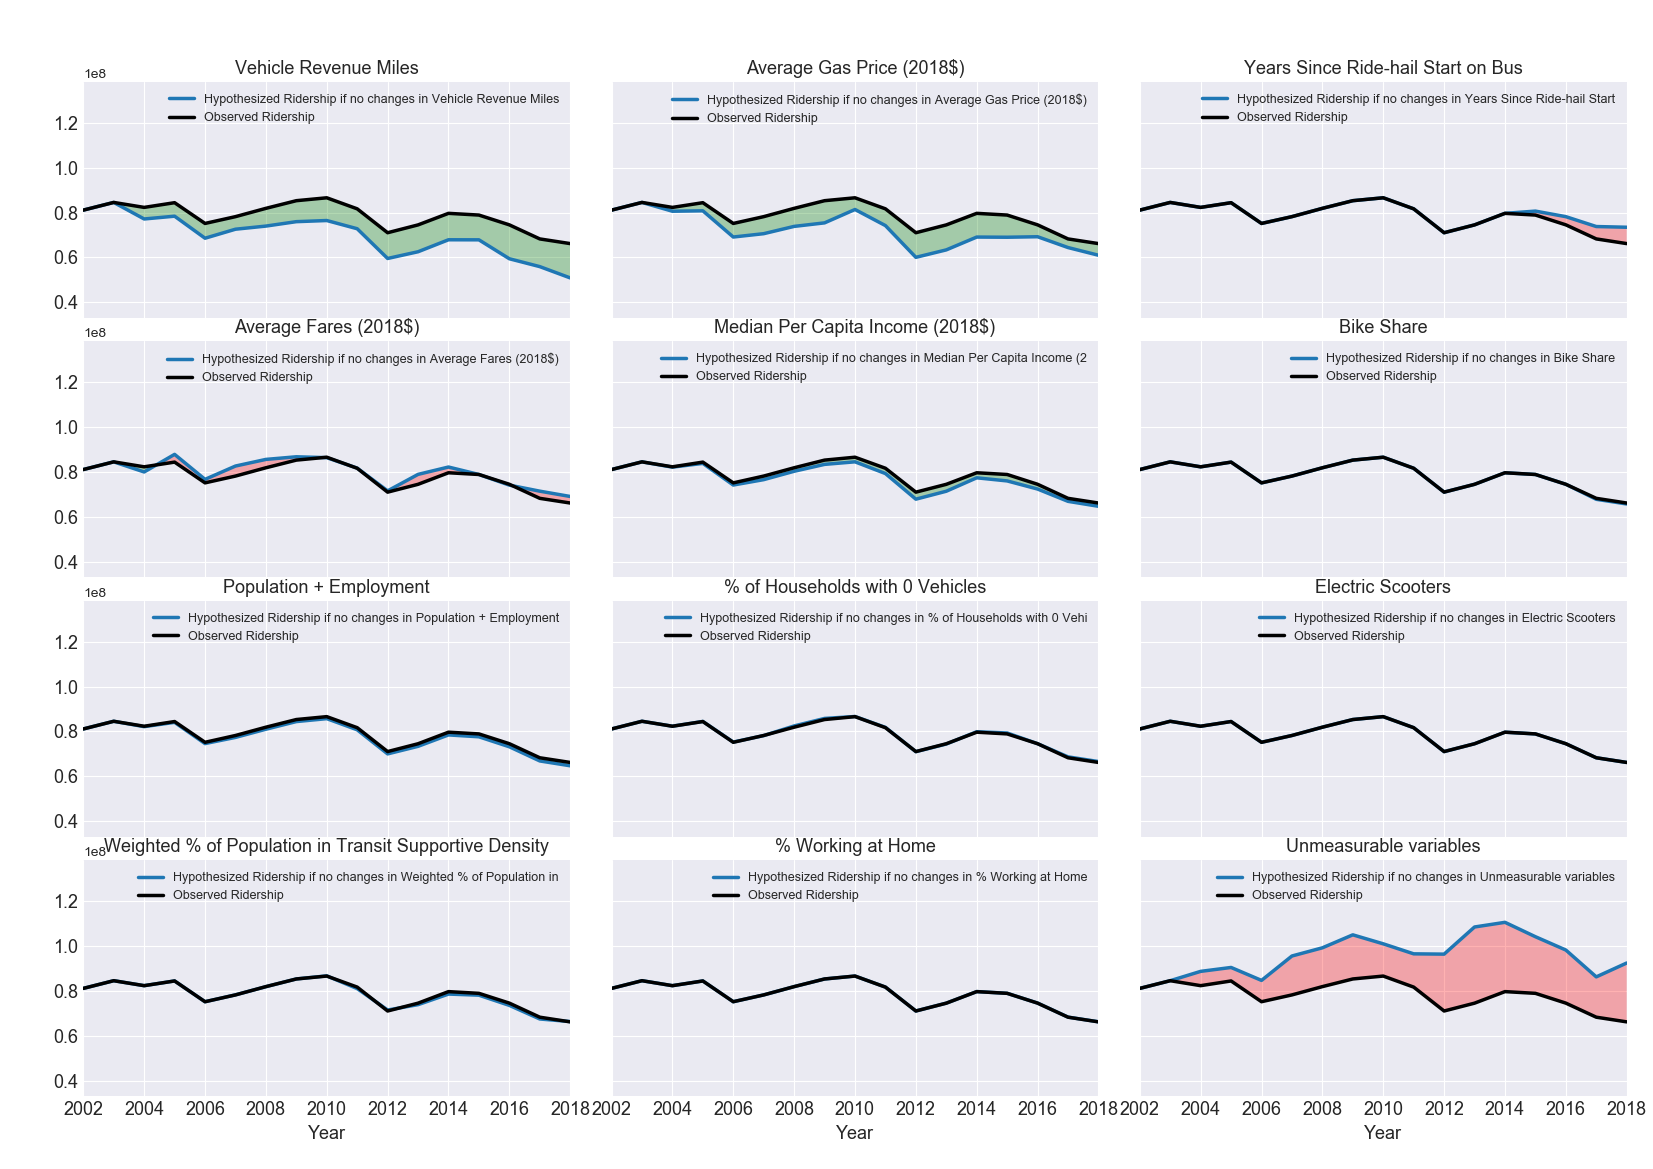 Vehicle Revenue Miles
1e8
Hypothesized Ridership if no changes in Vehicle Revenue Miles
Observed Ridership
1.2
1.0
0.8
0.6
0.4
Average Gas Price (2018$)
Hypothesized Ridership if no changes in Average Gas Price (2018$)
Observed Ridership
Years Since Ride-hail Start on Bus
Hypothesized Ridership if no changes in Years Since Ride-hail Start
Observed Ridership
Average Fares (2018$)
1e8
Hypothesized Ridership if no changes in Average Fares (2018$)
Observed Ridership
1.2
1.0
0.8
0.6
0.4
Median Per Capita Income (2018$)
Hypothesized Ridership if no changes in Median Per Capita Income (2
Observed Ridership
Bike Share
Hypothesized Ridership if no changes in Bike Share
Observed Ridership
Population + Employment
1e8
Hypothesized Ridership if no changes in Population + Employment
Observed Ridership
1.2
1.0
0.8
0.6
0.4
% of Households with 0 Vehicles
Hypothesized Ridership if no changes in % of Households with 0 Vehi
Observed Ridership
Electric Scooters
Hypothesized Ridership if no changes in Electric Scooters
Observed Ridership
Weighted % of Population in Transit Supportive Density
1e8
Hypothesized Ridership if no changes in Weighted % of Population in
Observed Ridership
1.2
1.0
0.8
0.6
0.4
2002 2004 2006 2008 2010 2012 2014 2016 2018
Year
% Working at Home
Hypothesized Ridership if no changes in % Working at Home
Observed Ridership
2002 2004 2006 2008 2010 2012 2014 2016 2018
Year
Unmeasurable variables
Hypothesized Ridership if no changes in Unmeasurable variables
Observed Ridership
2002 2004 2006 2008 2010 2012 2014 2016 2018
Year